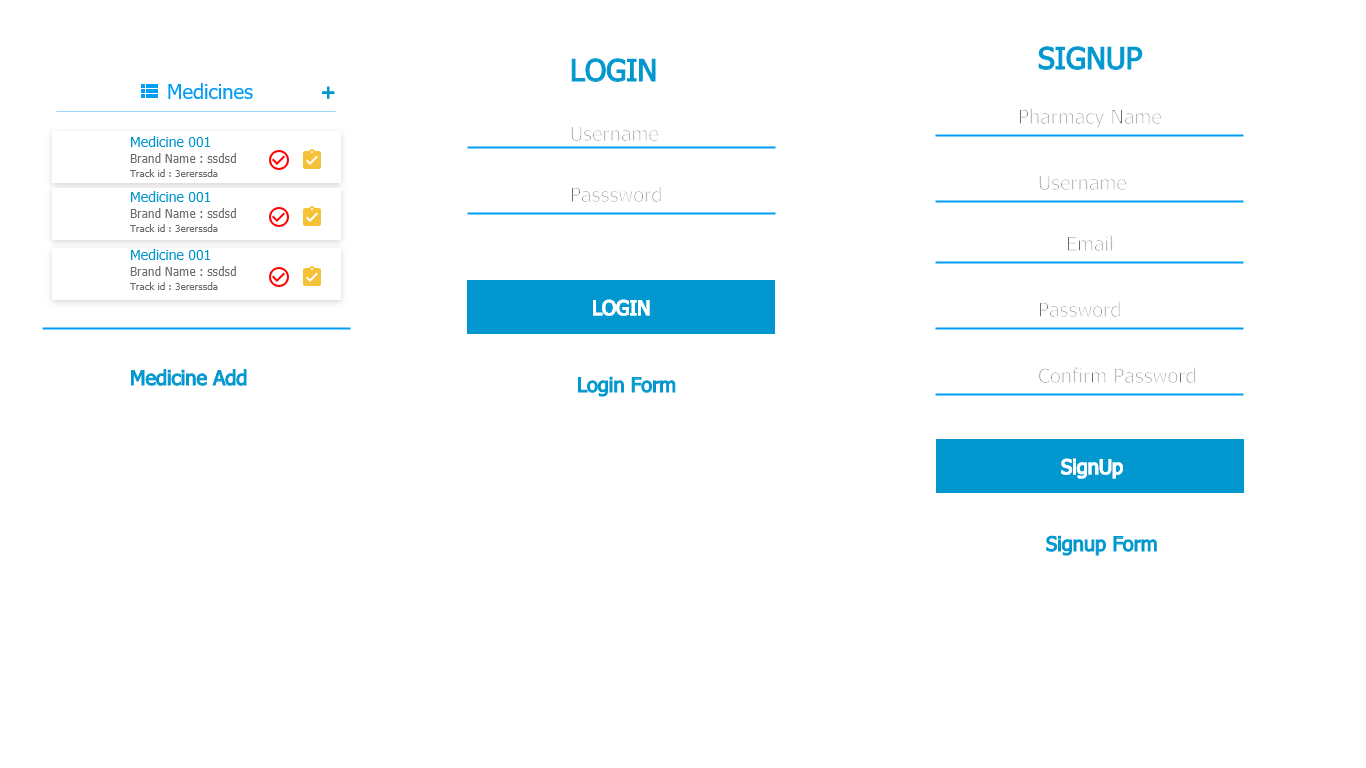 Medicines +
Medicine 001
Brand Name : ssdsd
Track id : 3ererssda
Medicine 001
Brand Name : ssdsd
Track id : 3ererssda
Medicine 001
Brand Name : ssdsd
Track id : 3ererssda
Medicine Add
LOGIN
Username
Passsword
LOGIN
Login Form
SIGNUP
Pharmacy Name
Username
Email
Password
Confirm Password
SignUp
Signup Form